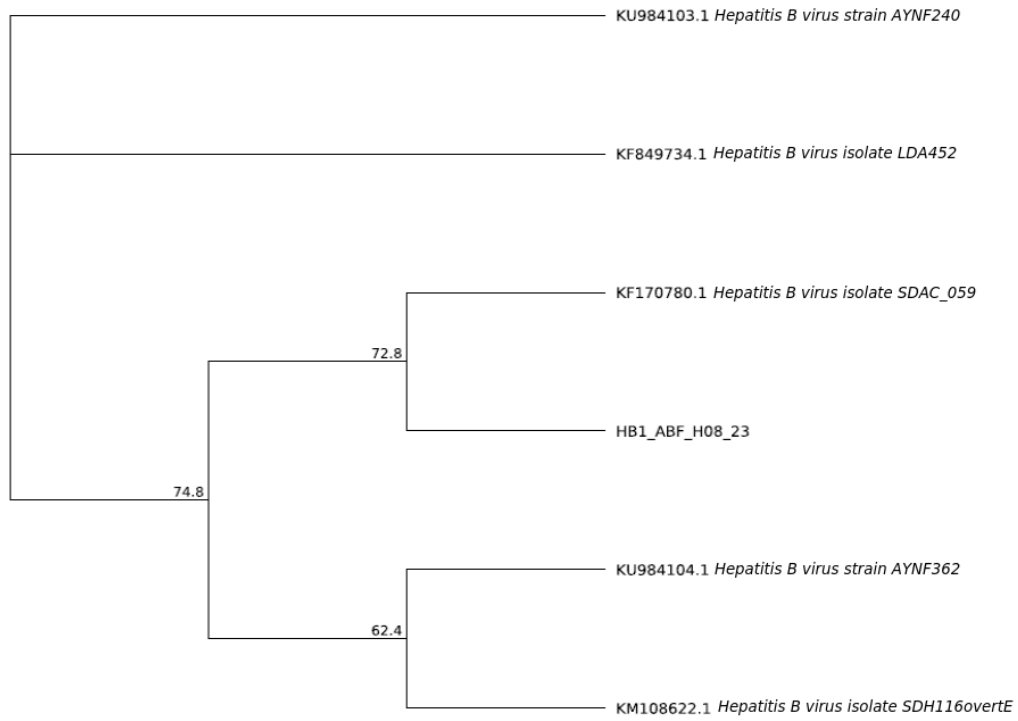 KU984103.1 Hepatitis B virus strain AYNF240
KF849734.1 Hepatitis B virus isolate LDA452
KF170780.1 Hepatitis B virus isolate SDAC_059
72.8
HB1_ABF_H08_23
74.8
KU984104.1 Hepatitis B virus strain AYNF362
62.4
KM108622.1 Hepatitis B virus isolate SDH116overtE